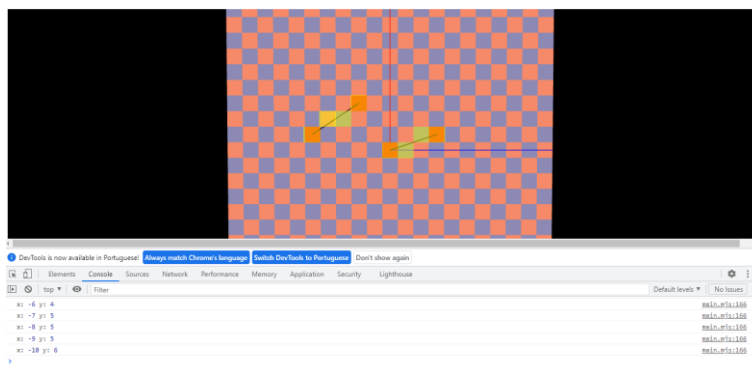 DevTools is now available in Portuguese! Always match Chrome's language Switch DevTools to Portuguese Don't show again
Elements Console Sources Network Performance Memory Application Security Lighthouse
top ▼ Filter Default levels ▼ No Issues
x: -6 y: 4 main.mjs:166
x: -7 y: 5 main.mjs:166
x: -8 y: 5 main.mjs:166
x: -9 y: 5 main.mjs:166
x: -10 y: 6 main.mjs:166